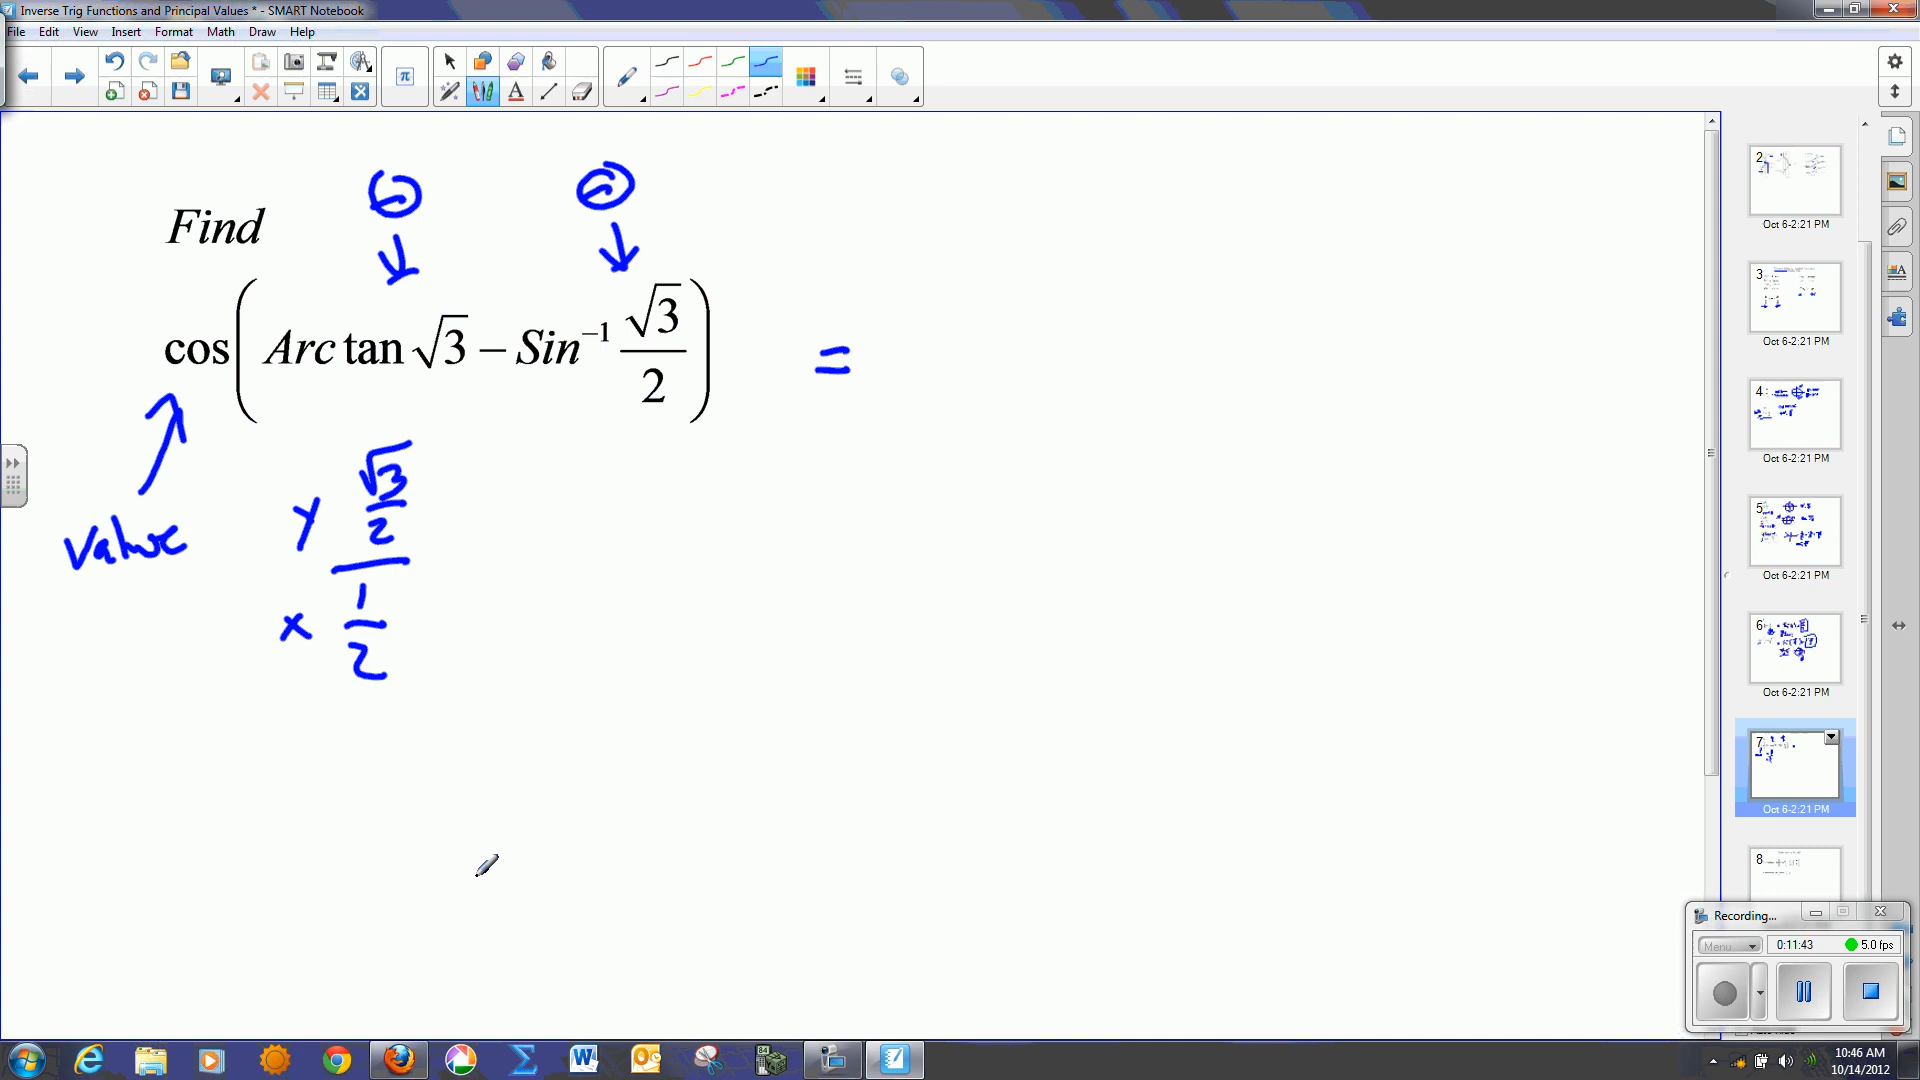 Inverse Trig Functions and Principal Values * - SMART Notebook
File Edit View Insert Format Math Draw Help
Find
cos( Arc tan √3 − Sin⁻¹ √3/2 ) =
value
y √3/2
x 1/2
2
Oct 6-2:21 PM
3
Oct 6-2:21 PM
4
Oct 6-2:21 PM
5
Oct 6-2:21 PM
6
Oct 6-2:21 PM
7
Oct 6-2:21 PM
8
Recording...
Menu 0:11:43 5.0 fps
10:46 AM
10/14/2012